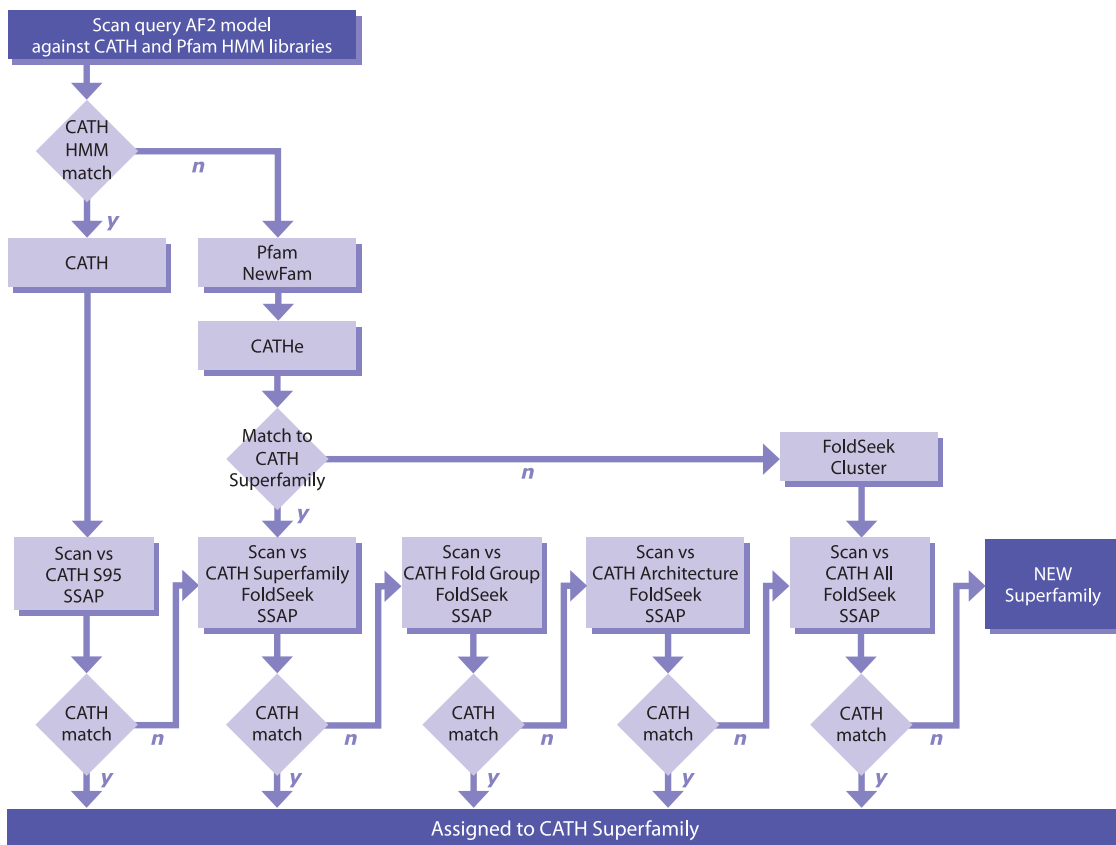 Scan query AF2 model
against CATH and Pfam HMM libraries
CATH
HMM
match
n
y
CATH
Pfam
NewFam
CATHe
Match to
CATH
Superfamily
n
y
FoldSeek
Cluster
Scan vs
CATH S95
SSAP
Scan vs
CATH Superfamily
FoldSeek
SSAP
Scan vs
CATH Fold Group
FoldSeek
SSAP
Scan vs
CATH Architecture
FoldSeek
SSAP
Scan vs
CATH All
FoldSeek
SSAP
NEW
Superfamily
CATH
match
n
y
CATH
match
n
y
CATH
match
n
y
CATH
match
n
y
CATH
match
n
y
Assigned to CATH Superfamily